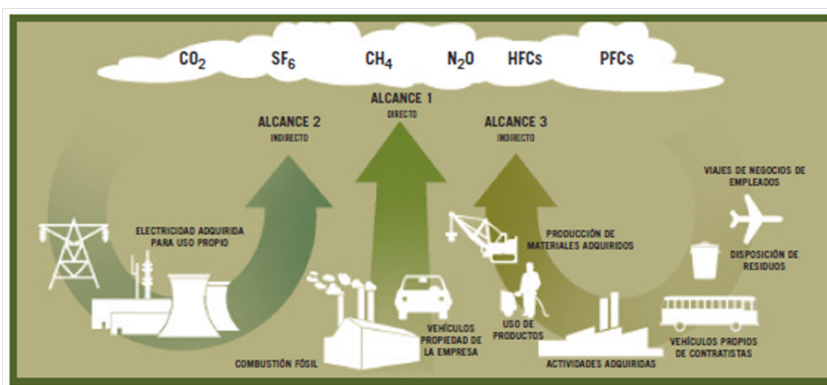 CO2
SF6
CH4
N2O
HFCs
PFCs
ALCANCE 1
DIRECTO
ALCANCE 2
INDIRECTO
ALCANCE 3
INDIRECTO
VIAJES DE NEGOCIOS DE
EMPLEADOS
ELECTRICIDAD ADQUIRIDA
PARA USO PROPIO
PRODUCCIÓN DE
MATERIALES ADQUIRIDOS
DISPOSICIÓN DE
RESIDUOS
COMBUSTIÓN FÓSIL
VEHÍCULOS
PROPIEDAD DE
LA EMPRESA
USO DE
PRODUCTOS
ACTIVIDADES ADQUIRIDAS
VEHÍCULOS PROPIOS
DE CONTRATISTAS